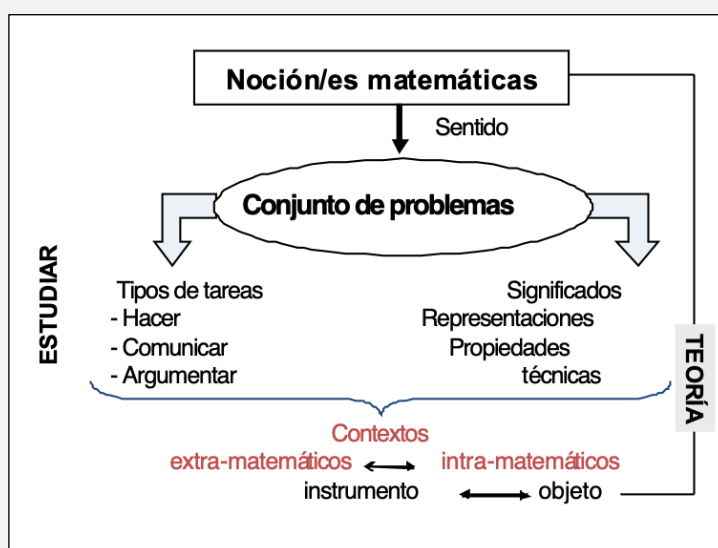 Noción/es matemáticas
Sentido
Conjunto de problemas
ESTUDIAR
Tipos de tareas
- Hacer
- Comunicar
- Argumentar
Significados
Representaciones
Propiedades
técnicas
TEORÍA
Contextos
extra-matemáticos intra-matemáticos
instrumento objeto